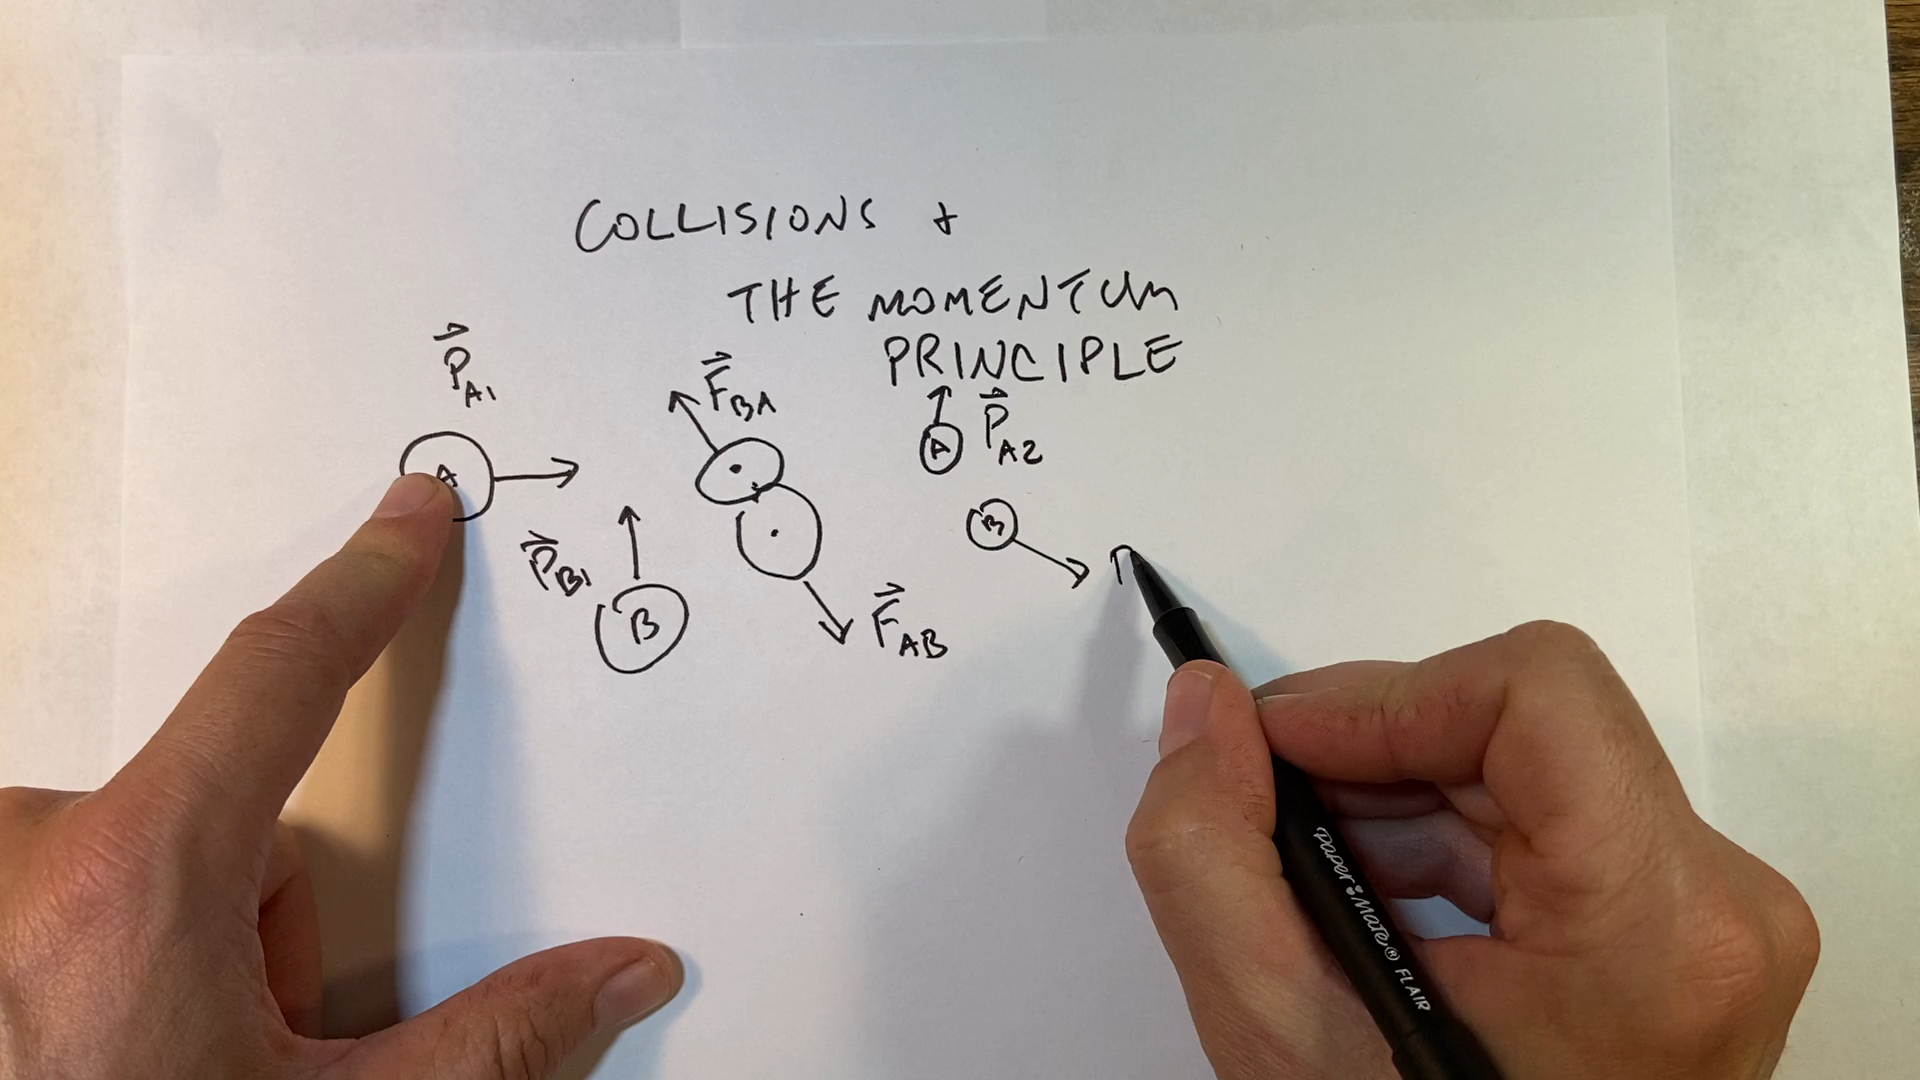 COLLISIONS +
THE MOMENTUM
PRINCIPLE
P⃗A1
A
P⃗B1
B
F⃗BA
F⃗AB
A
P⃗A2
B
Paper:Mate® FLAIR